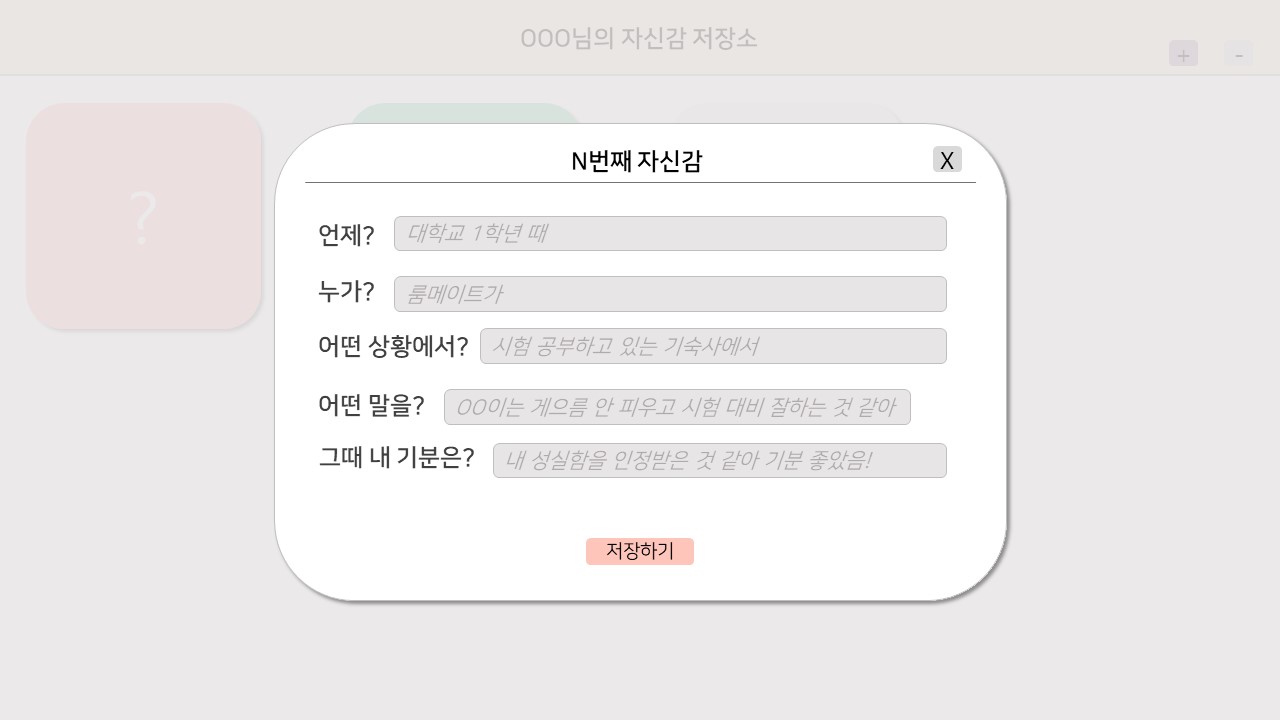 OOO님의 자신감 저장소
+ -
?
N번째 자신감 X
언제? 대학교 1학년 때
누가? 룸메이트가
어떤 상황에서? 시험 공부하고 있는 기숙사에서
어떤 말을? OO이는 게으름 안 피우고 시험 대비 잘하는 것 같아
그때 내 기분은? 내 성실함을 인정받은 것 같아 기분 좋았음!
저장하기